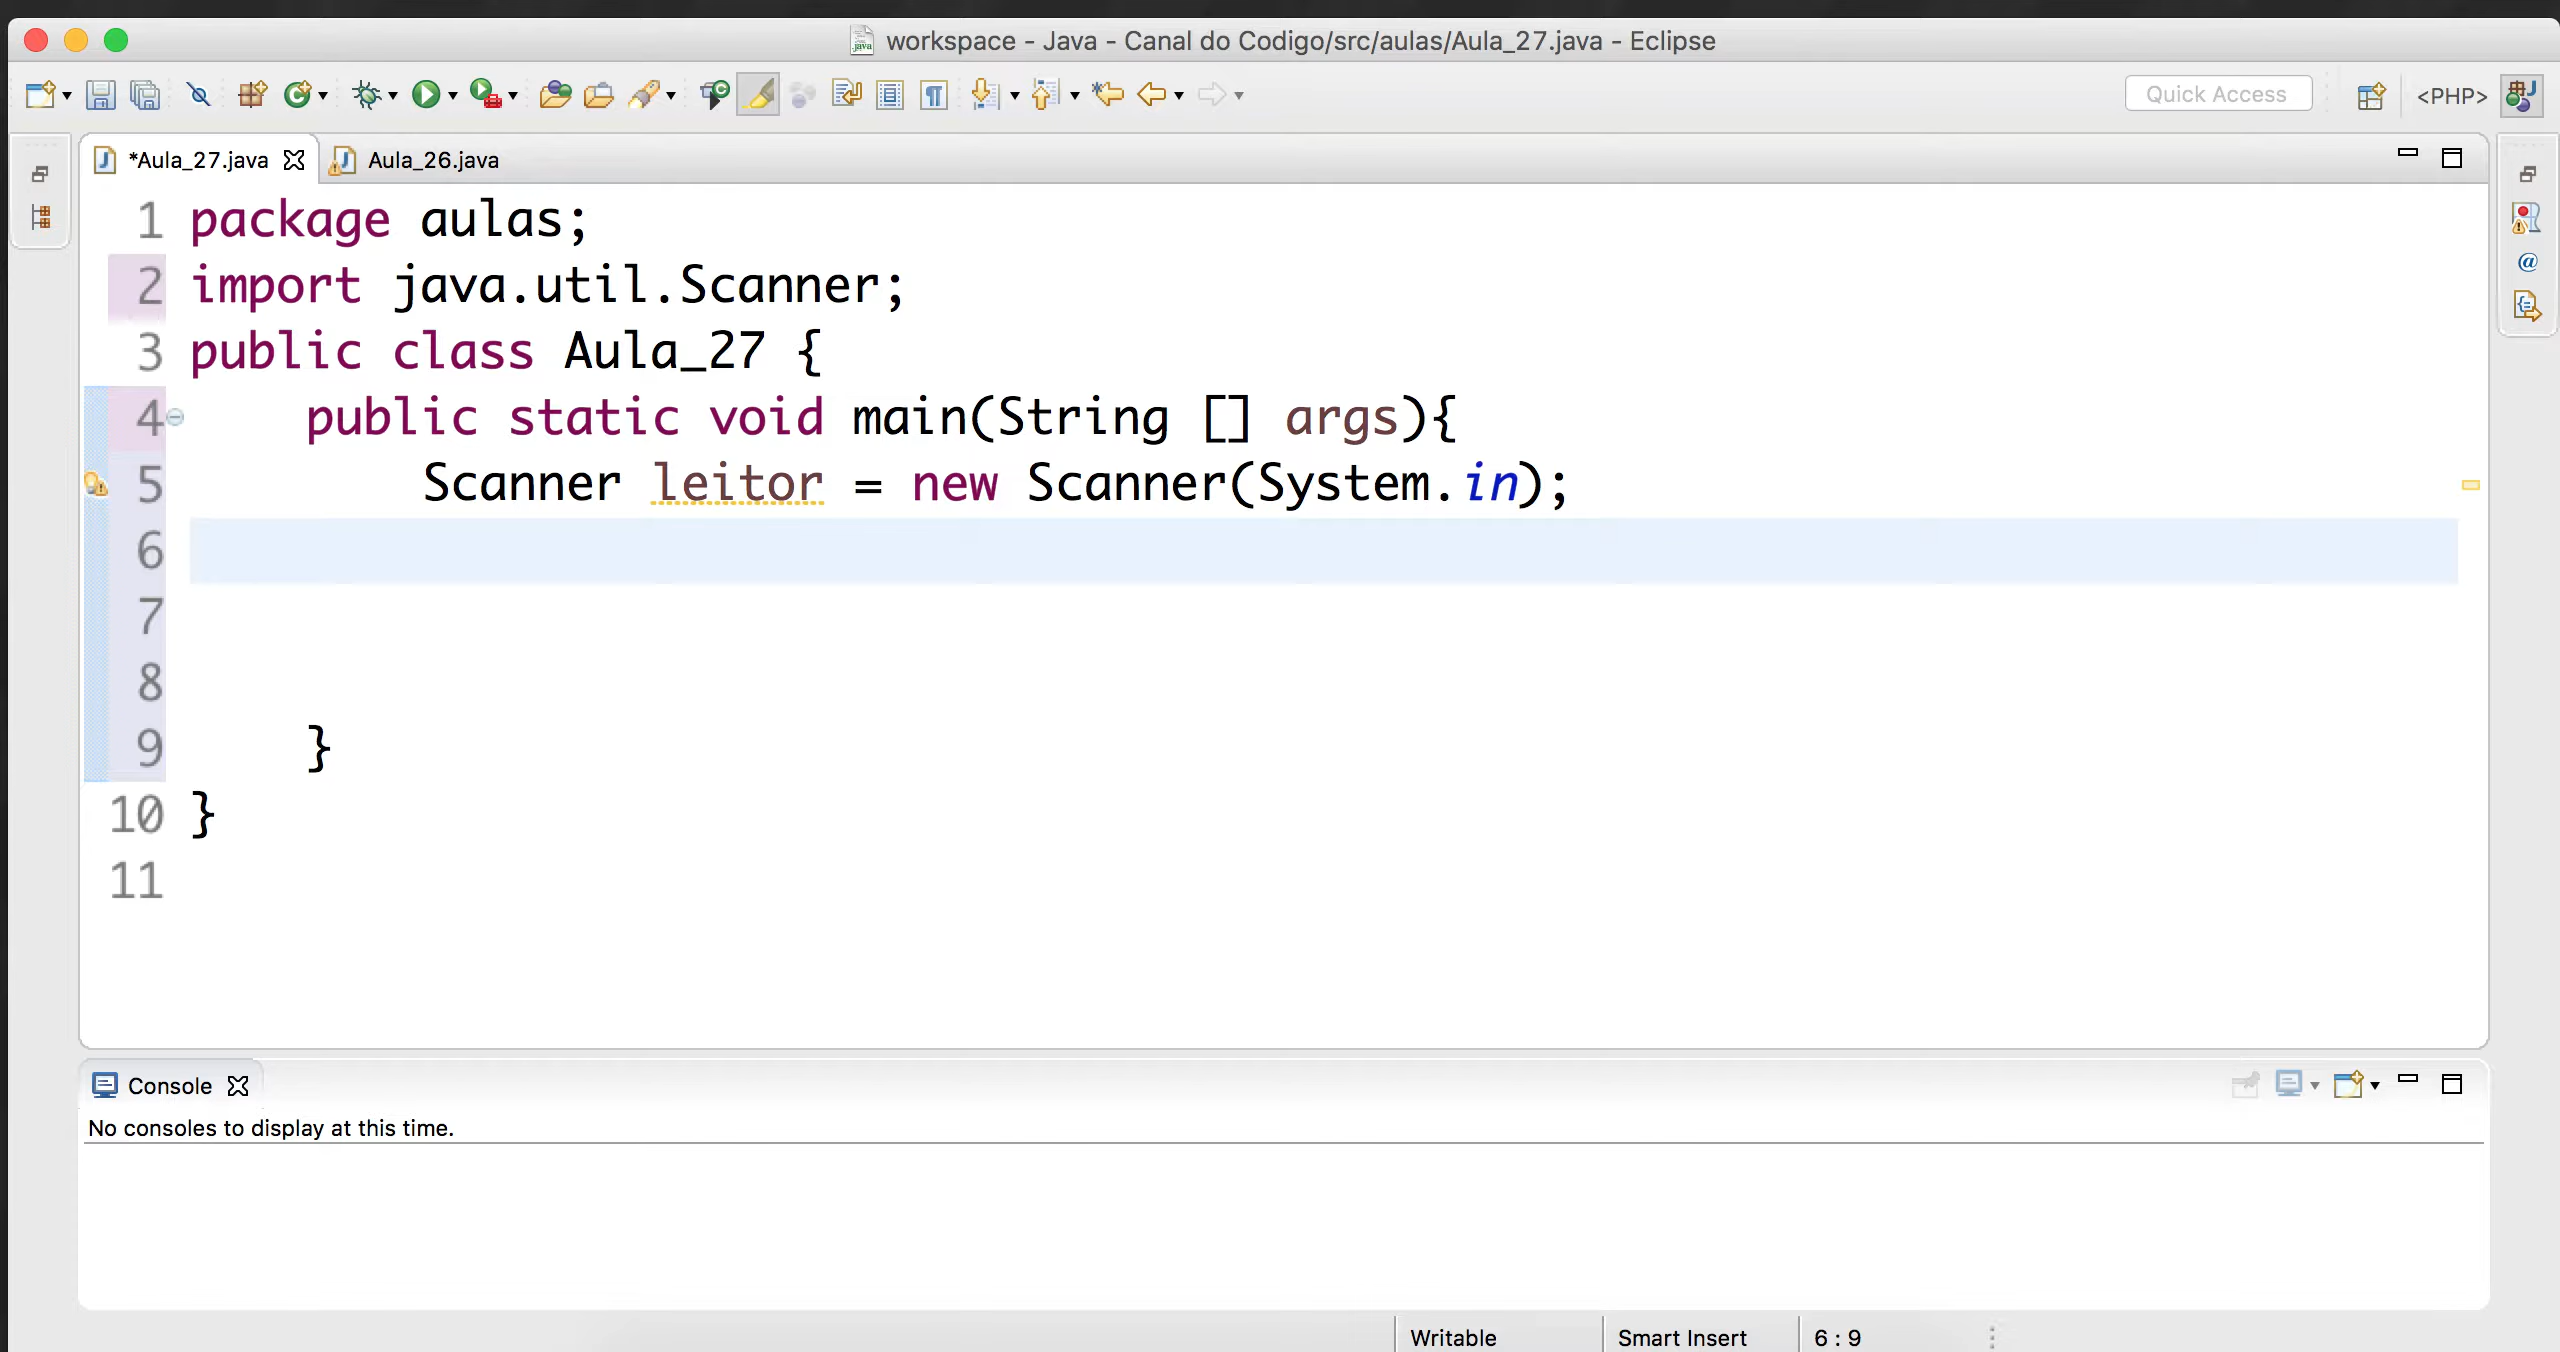 workspace - Java - Canal do Codigo/src/aulas/Aula_27.java - Eclipse
Quick Access
<PHP>
*Aula_27.java
Aula_26.java
1 package aulas;
2 import java.util.Scanner;
3 public class Aula_27 {
4 public static void main(String [] args){
5 Scanner leitor = new Scanner(System.in);
6
7
8
9 }
10 }
11
Console
No consoles to display at this time.
Writable
Smart Insert
6 : 9